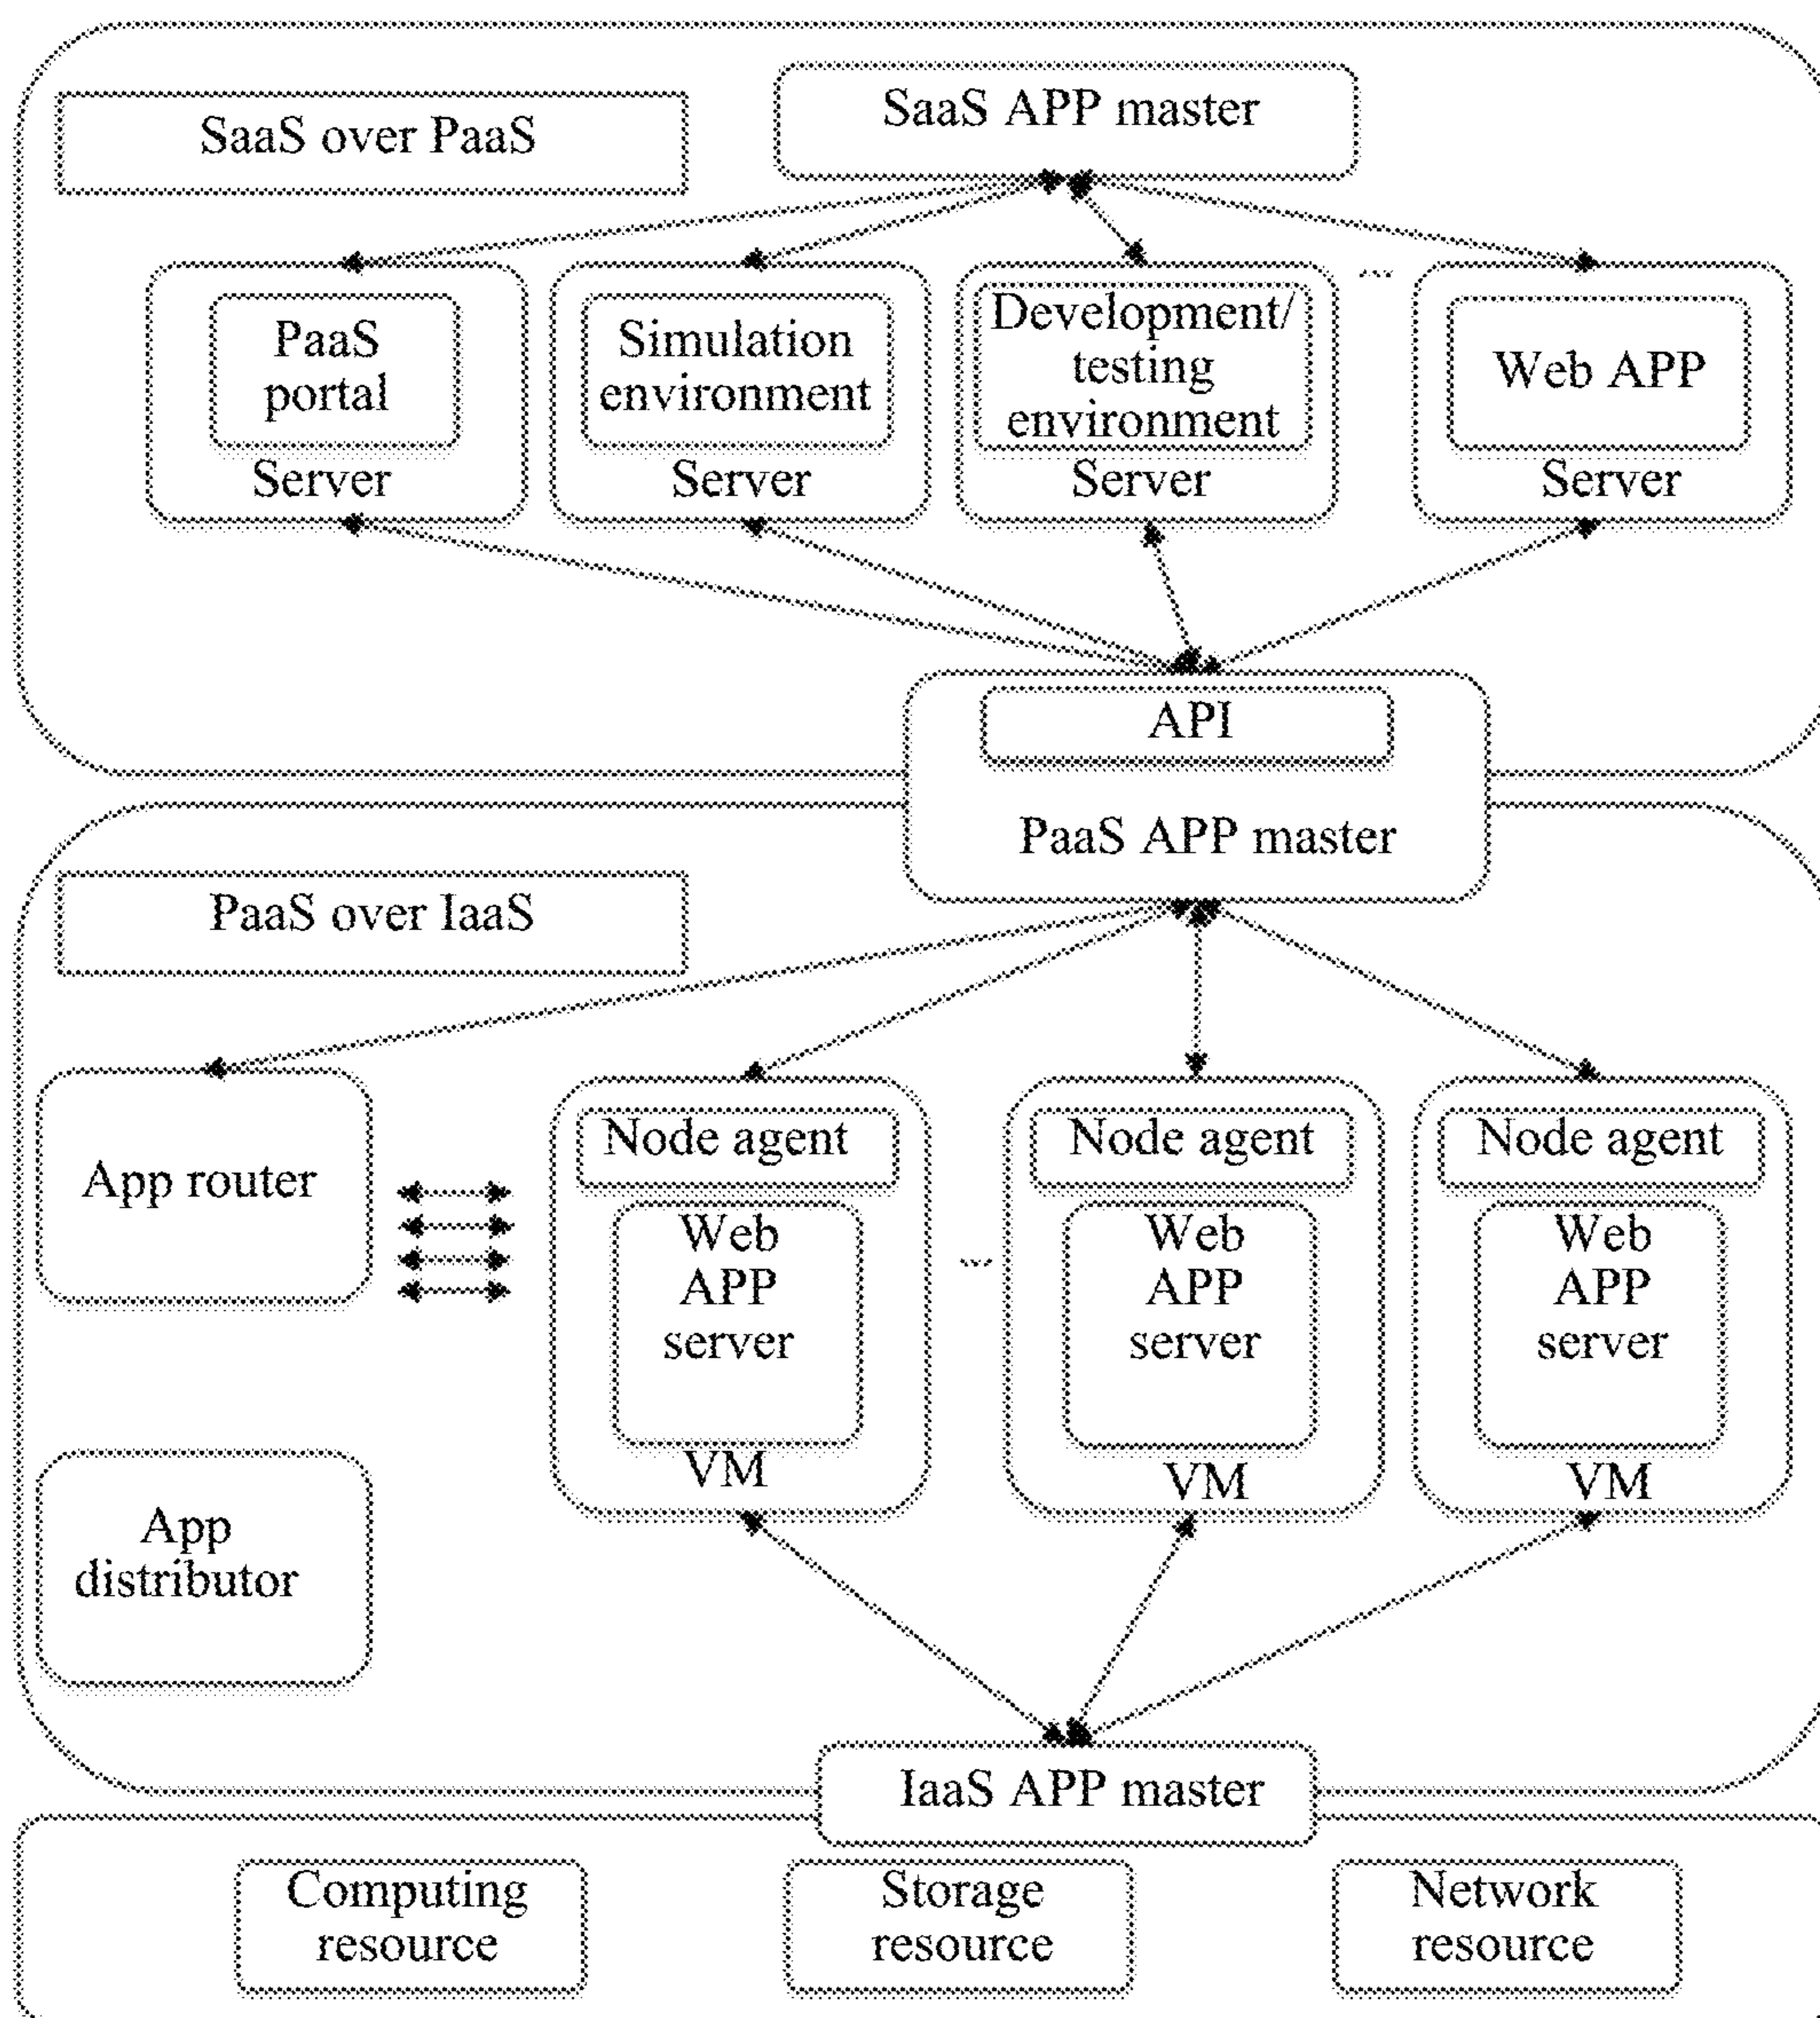 SaaS over PaaS
SaaS APP master
PaaS
portal
Server
Simulation
environment
Server
Development/
testing
environment
Server
...
Web APP
Server
API
PaaS APP master
PaaS over IaaS
App router
Node agent
Web
APP
server
VM
...
Node agent
Web
APP
server
VM
Node agent
Web
APP
server
VM
App
distributor
IaaS APP master
Computing
resource
Storage
resource
Network
resource